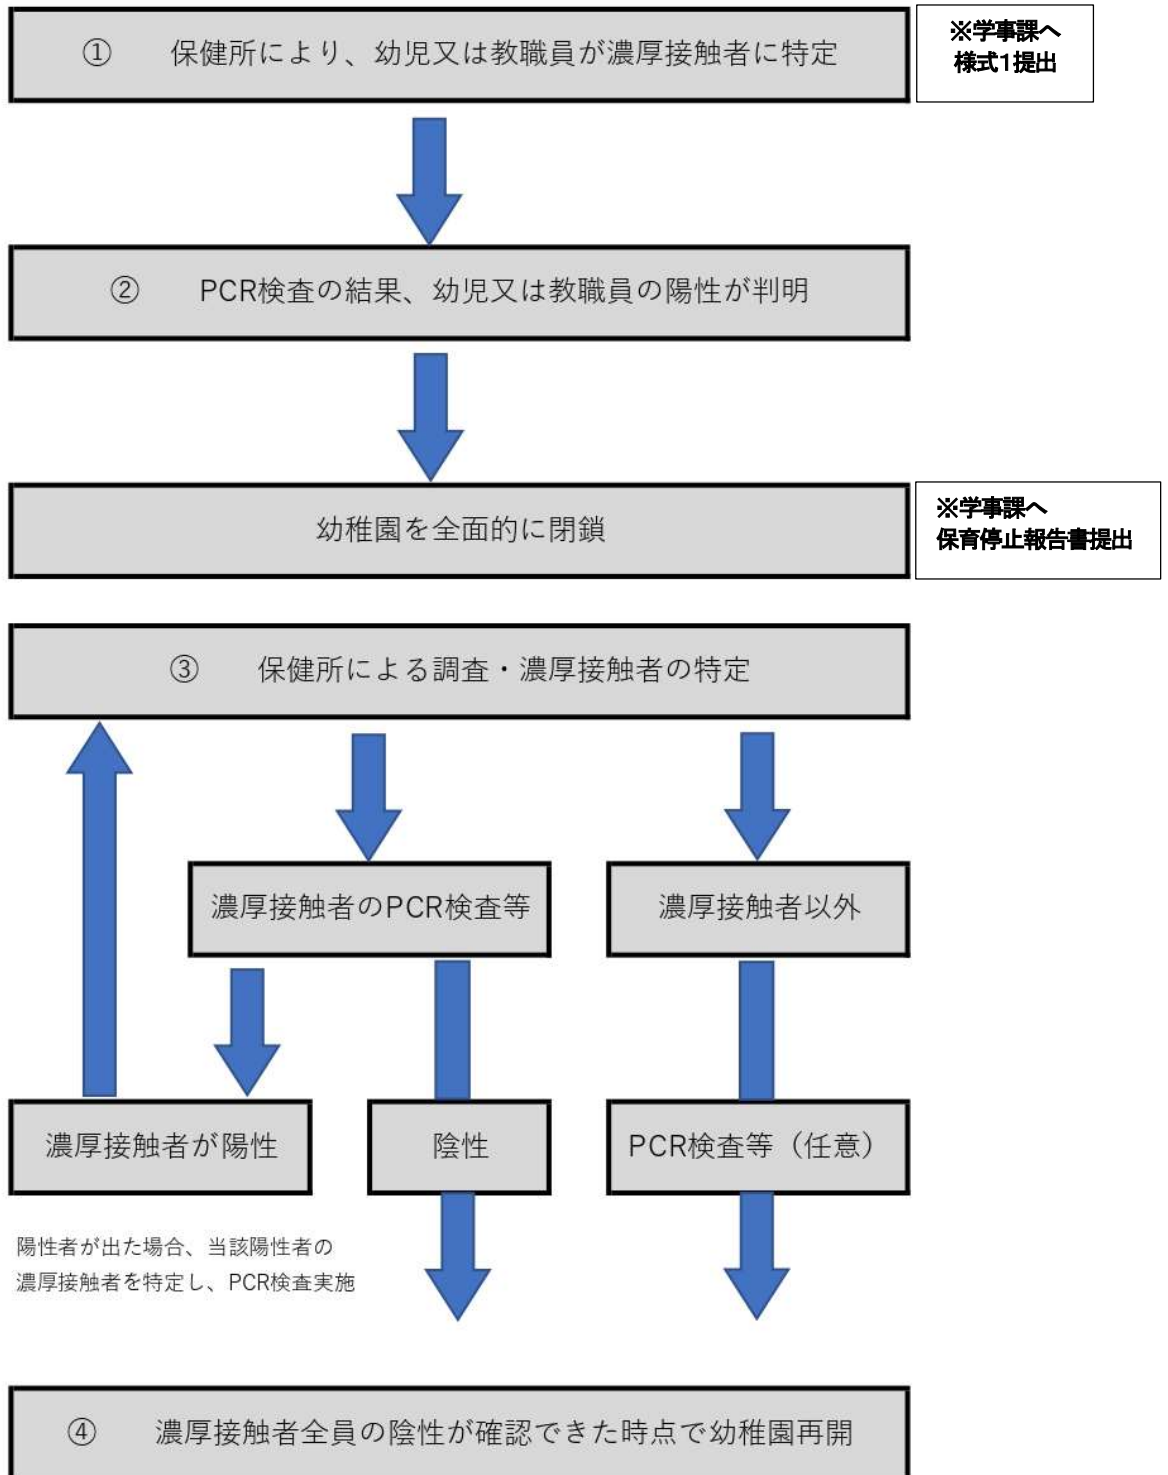 ① 保健所により、幼児又は教職員が濃厚接触者に特定
※学事課へ
様式1提出
② PCR検査の結果、幼児又は教職員の陽性が判明
幼稚園を全面的に閉鎖
※学事課へ
保育停止報告書提出
③ 保健所による調査・濃厚接触者の特定
濃厚接触者のPCR検査等
濃厚接触者以外
濃厚接触者が陽性
陰性
PCR検査等（任意）
陽性者が出た場合、当該陽性者の
濃厚接触者を特定し、PCR検査実施
④ 濃厚接触者全員の陰性が確認できた時点で幼稚園再開